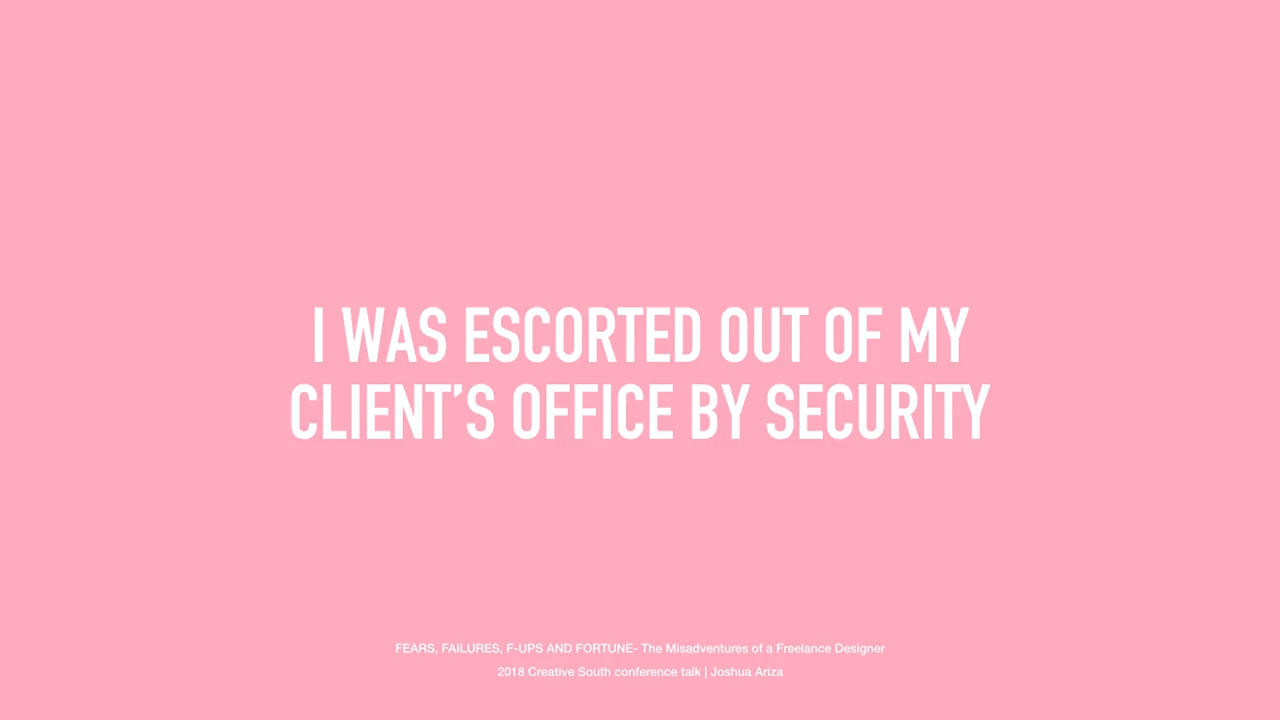 I WAS ESCORTED OUT OF MY
CLIENT’S OFFICE BY SECURITY
FEARS, FAILURES, F-UPS AND FORTUNE- The Misadventures of a Freelance Designer
2018 Creative South conference talk | Joshua Ariza